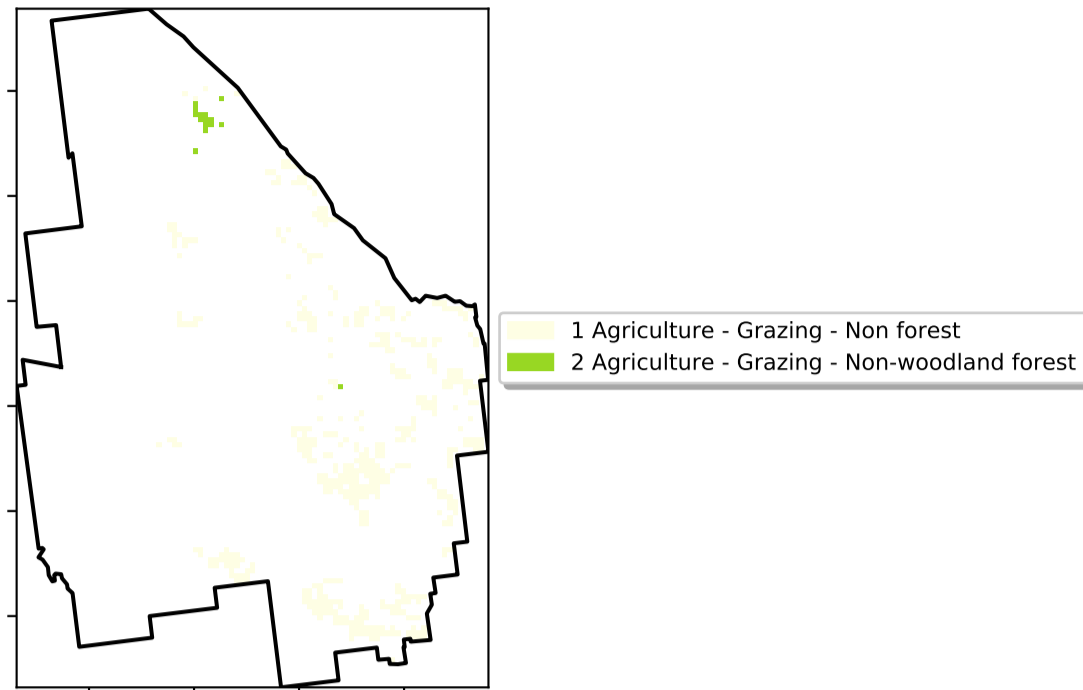 1 Agriculture - Grazing - Non forest
2 Agriculture - Grazing - Non-woodland forest